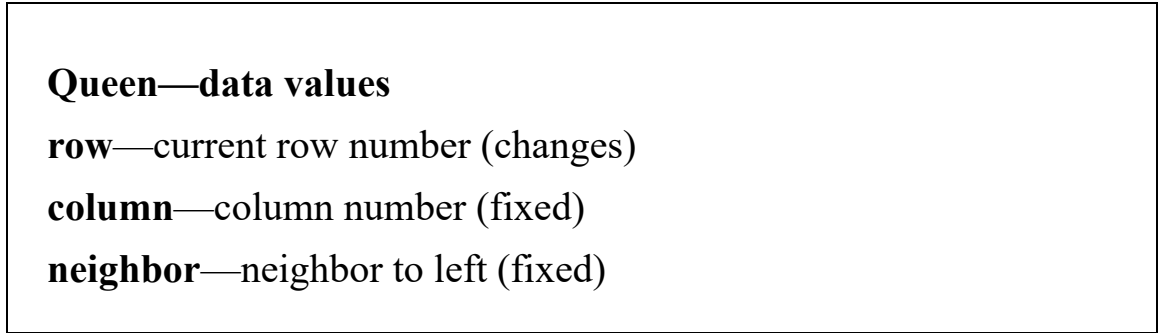 Queen—data values
row—current row number (changes)
column—column number (fixed)
neighbor—neighbor to left (fixed)